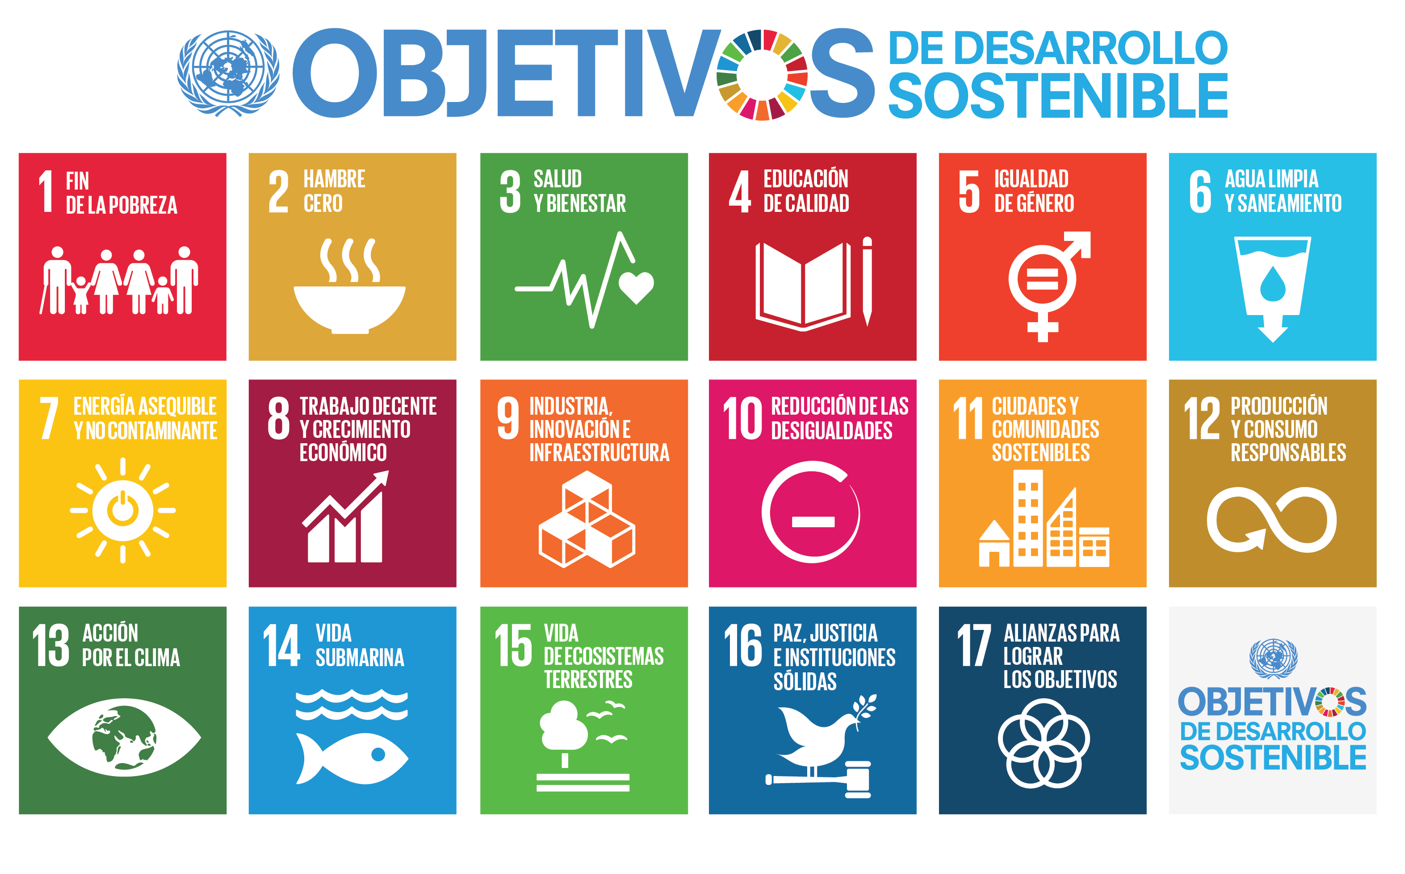 OBJETIVOS
DE DESARROLLO
SOSTENIBLE
1 FIN
DE LA POBREZA
2 HAMBRE
CERO
3 SALUD
Y BIENESTAR
4 EDUCACIÓN
DE CALIDAD
5 IGUALDAD
DE GÉNERO
6 AGUA LIMPIA
Y SANEAMIENTO
7 ENERGÍA ASEQUIBLE
Y NO CONTAMINANTE
8 TRABAJO DECENTE
Y CRECIMIENTO
ECONÓMICO
9 INDUSTRIA,
INNOVACIÓN E
INFRAESTRUCTURA
10 REDUCCIÓN DE LAS
DESIGUALDADES
11 CIUDADES Y
COMUNIDADES
SOSTENIBLES
12 PRODUCCIÓN
Y CONSUMO
RESPONSABLES
13 ACCIÓN
POR EL CLIMA
14 VIDA
SUBMARINA
15 VIDA
DE ECOSISTEMAS
TERRESTRES
16 PAZ, JUSTICIA
E INSTITUCIONES
SÓLIDAS
17 ALIANZAS PARA
LOGRAR
LOS OBJETIVOS
OBJETIVOS
DE DESARROLLO
SOSTENIBLE